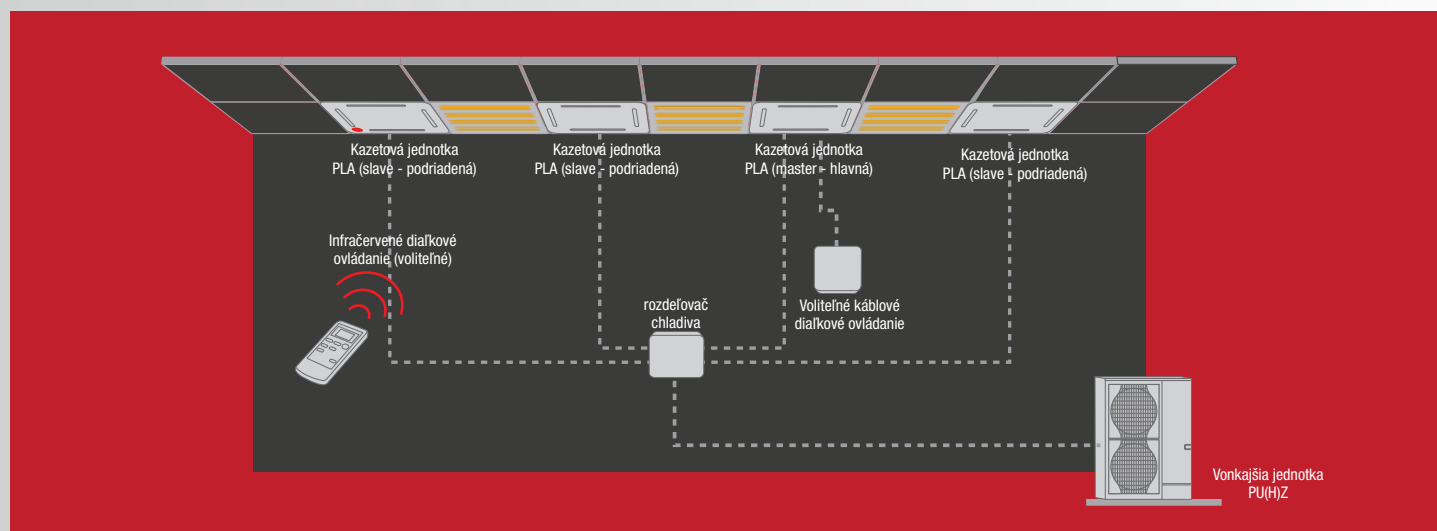 Kazetová jednotka
PLA (slave - podriadená)
Kazetová jednotka
PLA (slave - podriadená)
Kazetová jednotka
PLA (master - hlavná)
Kazetová jednotka
PLA (slave - podriadená)
Infračervené diaľkové
ovládanie (voliteľné)
rozdeľovač
chladiva
Voliteľné káblové
diaľkové ovládanie
Vonkajšia jednotka
PU(H)Z